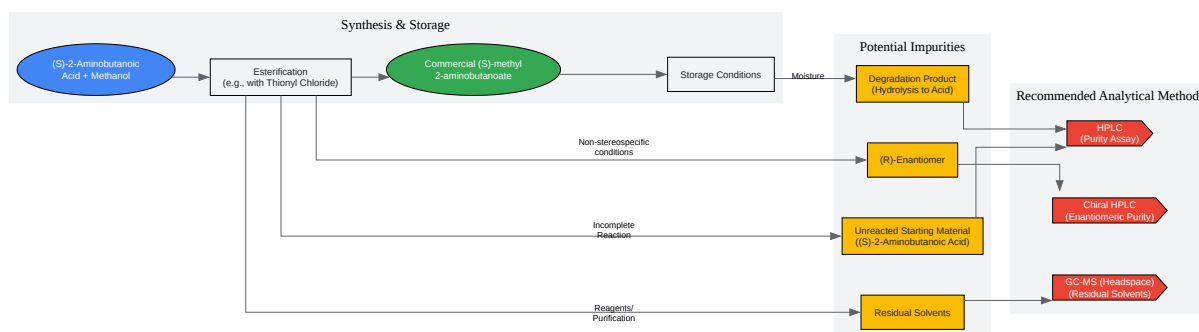 Synthesis & Storage
(S)-2-Aminobutanoic
Acid + Methanol
Esterification
(e.g., with Thionyl Chloride)
Commercial (S)-methyl
2-aminobutanoate
Storage Conditions
Moisture
Potential Impurities
Degradation Product
(Hydrolysis to Acid)
Non-stereospecific
conditions
(R)-Enantiomer
Incomplete
Reaction
Unreacted Starting Material
((S)-2-Aminobutanoic Acid)
Reagents/
Purification
Residual Solvents
Recommended Analytical Method
HPLC
(Purity Assay)
Chiral HPLC
(Enantiomeric Purity)
GC-MS (Headspace)
(Residual Solvents)